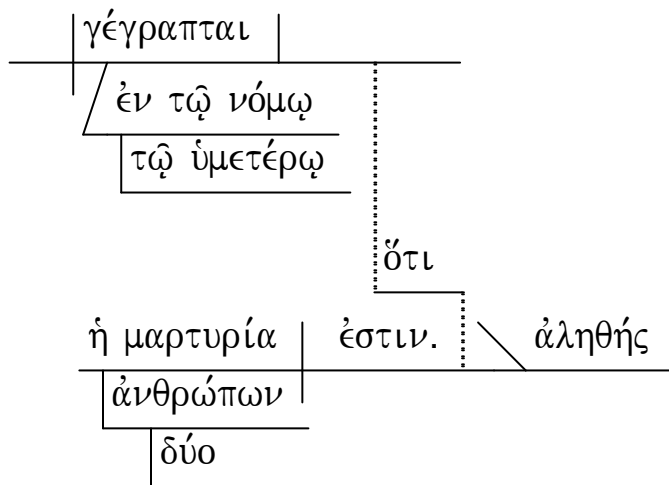 γέγραπται
ἐν τῷ νόμῳ
τῷ ὑμετέρῳ
ὅτι
ἡ μαρτυρία ἐστιν. ἀληθής
ἀνθρώπων
δύο